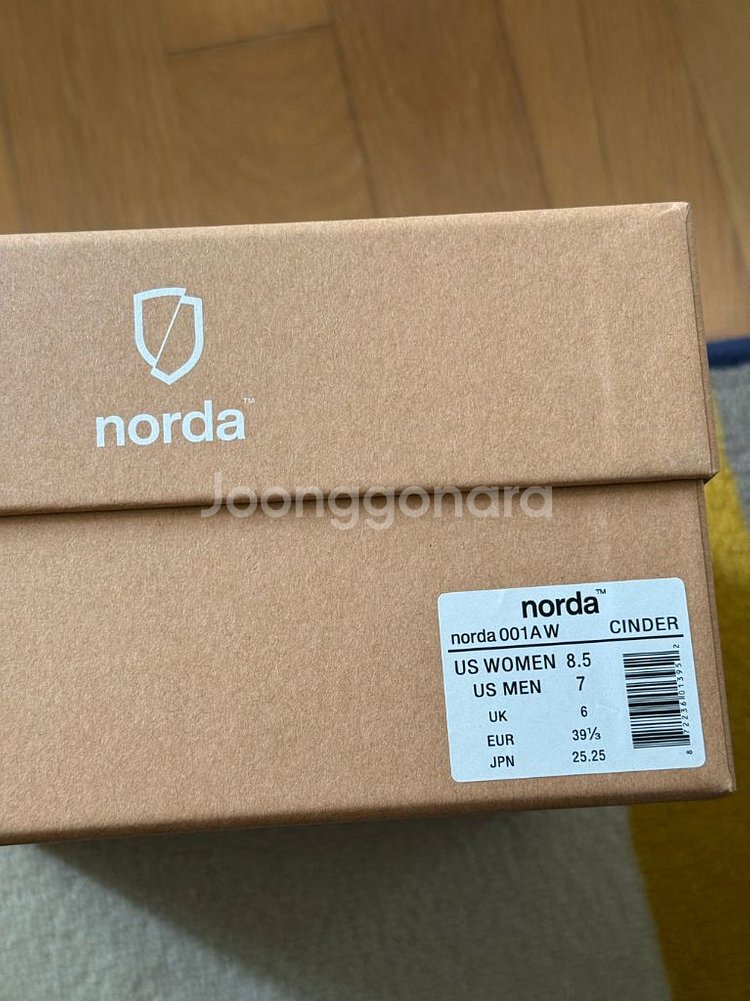 norda™
Joonggonara
norda™
norda 001A W CINDER
US WOMEN 8.5
US MEN 7
UK 6
EUR 39⅓
JPN 25.25